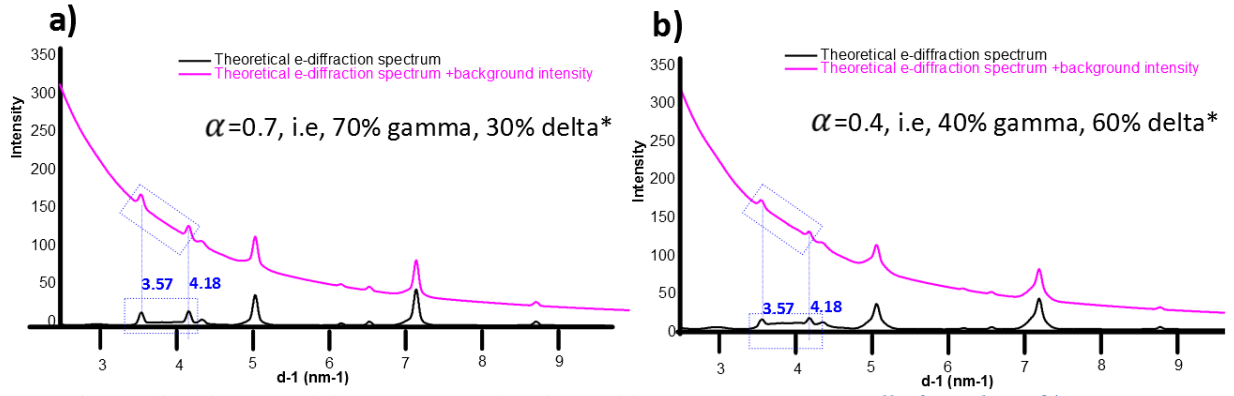 a)
Theoretical e-diffraction spectrum
Theoretical e-diffraction spectrum +background intensity
α=0.7, i.e, 70% gamma, 30% delta*
Intensity
350
300
250
200
150
100
50
0
3.57 4.18
3 4 5 6 7 8 9
d-1 (nm-1)
b)
Theoretical e-diffraction spectrum
Theoretical e-diffraction spectrum +background intensity
α=0.4, i.e, 40% gamma, 60% delta*
Intensity
350
300
250
200
150
100
50
0
3.57 4.18
3 4 5 6 7 8 9
d-1 (nm-1)